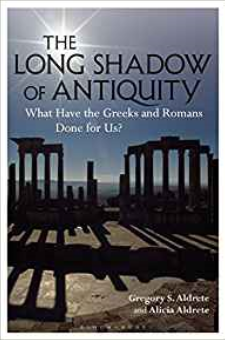 THE
LONG SHADOW
OF ANTIQUITY
What Have the Greeks and Romans
Done for Us?
Gregory S. Aldrete
and Alicia Aldrete
BLOOMSBURY